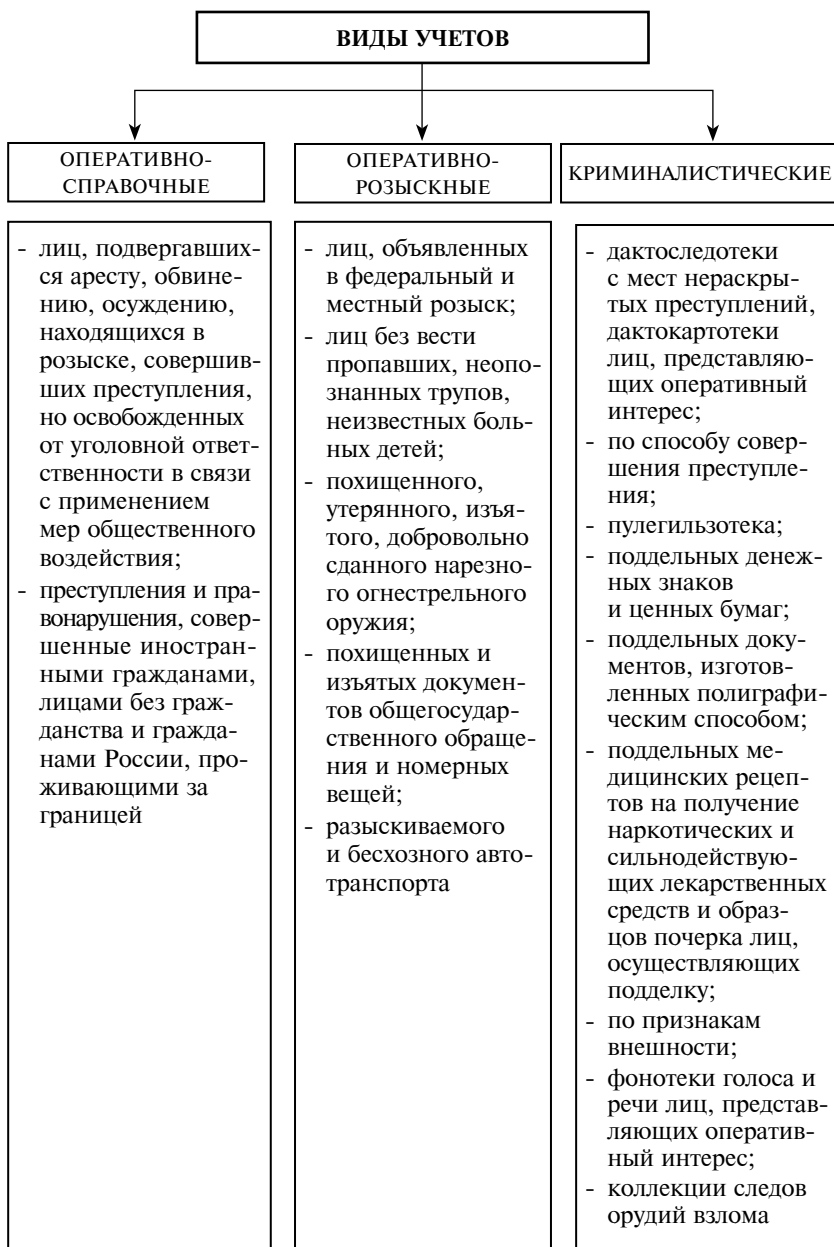 ВИДЫ УЧЕТОВ
ОПЕРАТИВНО-
СПРАВОЧНЫЕ
ОПЕРАТИВНО-
РОЗЫСКНЫЕ
КРИМИНАЛИСТИЧЕСКИЕ
- лиц, подвергавших-
ся аресту, обвине-
нию, осуждению,
находящихся в
розыске, совершив-
ших преступления,
но освобожденных
от уголовной ответ-
ственности в связи
с применением
мер общественного
воздействия;
- преступления и пра-
вонарушения, совер-
шенные иностран-
ными гражданами,
лицами без граж-
данства и гражда-
нами России, про-
живающими за
границей
- лиц, объявленных
в федеральный и
местный розыск;
- лиц без вести
пропавших, неопо-
знанных трупов,
неизвестных боль-
ных детей;
- похищенного,
утерянного, изъя-
того, добровольно
сданного нарезно-
го огнестрельного
оружия;
- похищенных и
изъятых докумен-
тов общегосудар-
ственного обраще-
ния и номерных
вещей;
- разыскиваемого
и бесхозного авто-
транспорта
- дактоследотеки
с мест нераскры-
тых преступлений,
дактокартотеки
лиц, представляю-
щих оперативный
интерес;
- по способу совер-
шения преступле-
ния;
- пулегильзотека;
- поддельных денеж-
ных знаков
и ценных бумаг;
- поддельных доку-
ментов, изготов-
ленных полиграфи-
ческим способом;
- поддельных ме-
дицинских рецеп-
тов на получение
наркотических и
сильнодействую-
щих лекарственных
средств и образ-
цов почерка лиц,
осуществляющих
подделку;
- по признакам
внешности;
- фонотеки голоса и
речи лиц, представ-
ляющих оператив-
ный интерес;
- коллекции следов
орудий взлома